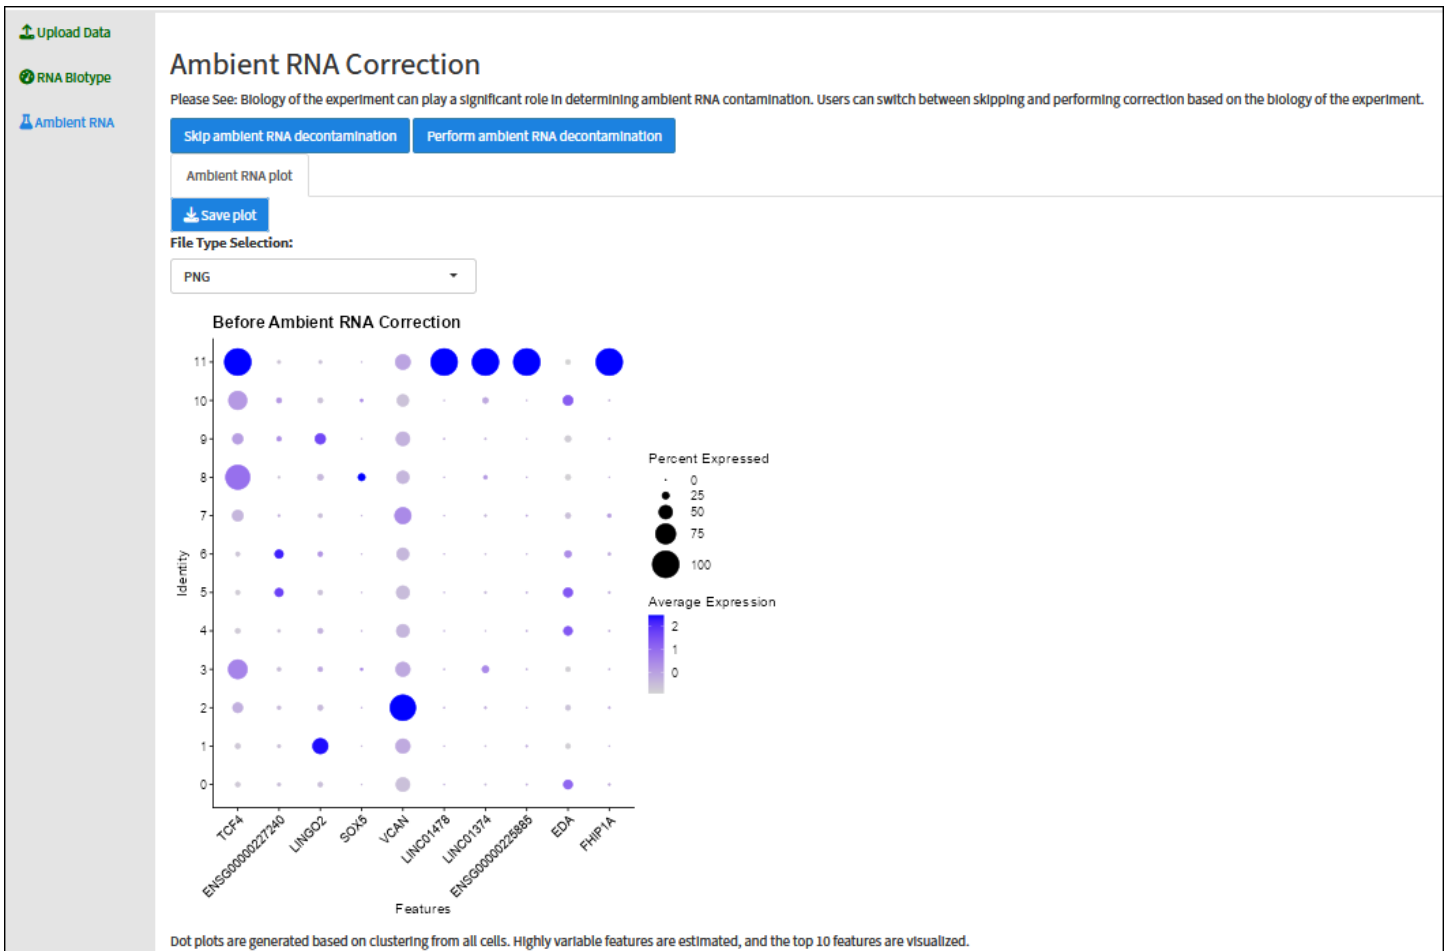 Upload Data
RNA Biotype
Ambient RNA
Ambient RNA Correction
Please See: Biology of the experiment can play a significant role in determining ambient RNA contamination. Users can switch between skipping and performing correction based on the biology of the experiment.
Skip ambient RNA decontamination
Perform ambient RNA decontamination
Ambient RNA plot
Save plot
File Type Selection:
PNG
Before Ambient RNA Correction
11
10
9
8
7
6
5
4
3
2
1
0
Identity
TCF4
ENSG00000227240
LINGO2
SOX5
VCAN
LINC01478
LINC01374
ENSG00000225885
EDA
FHIP1A
Features
Percent Expressed
0
25
50
75
100
Average Expression
2
1
0
Dot plots are generated based on clustering from all cells. Highly variable features are estimated, and the top 10 features are visualized.